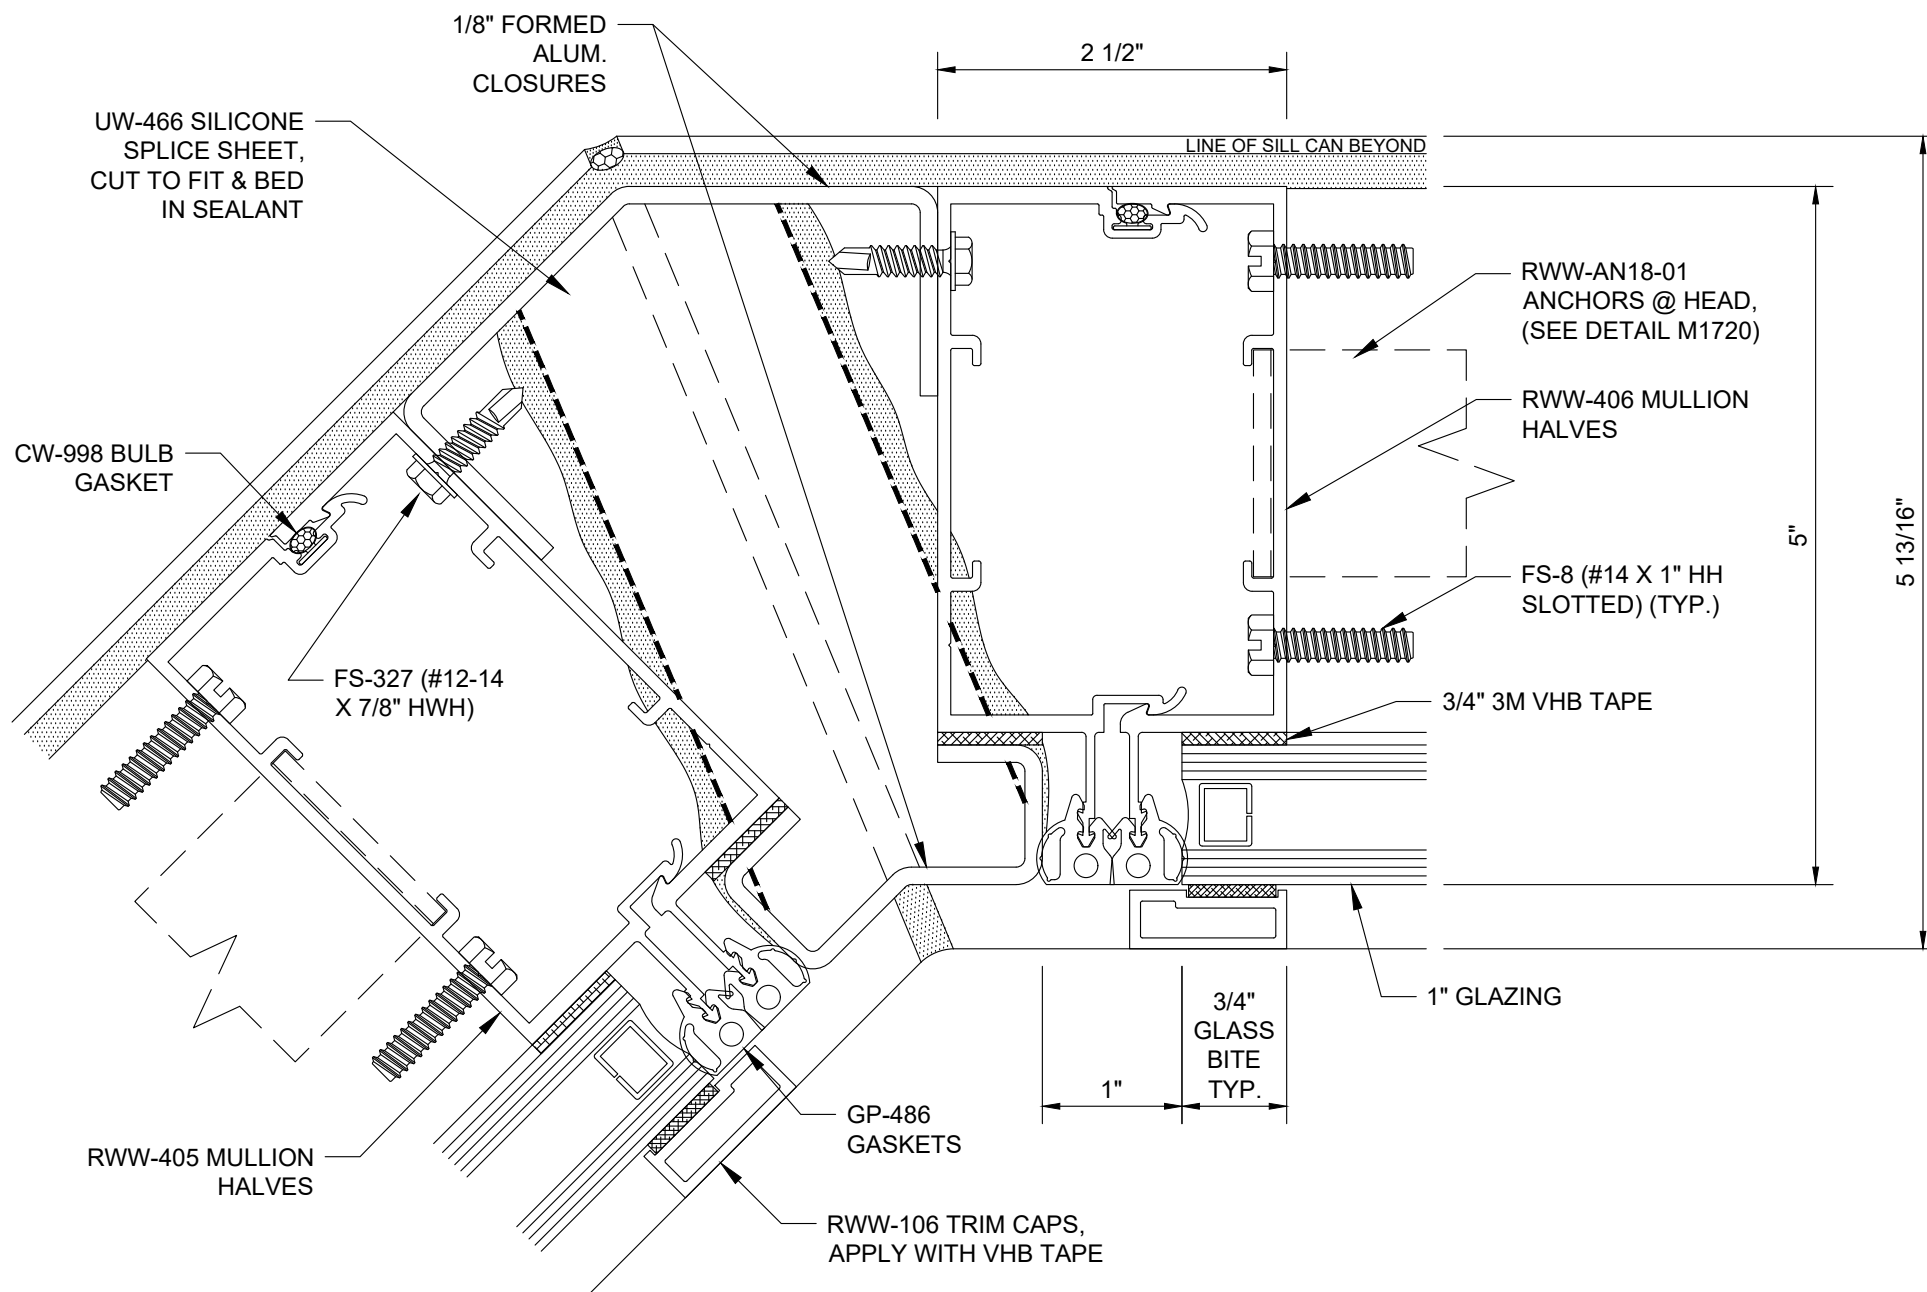 1/8" FORMED
ALUM.
CLOSURES
2 1/2"
UW-466 SILICONE
SPLICE SHEET,
CUT TO FIT & BED
IN SEALANT
LINE OF SILL CAN BEYOND
RWW-AN18-01
ANCHORS @ HEAD,
(SEE DETAIL M1720)
RWW-406 MULLION
HALVES
CW-998 BULB
GASKET
5"
5 13/16"
FS-8 (#14 X 1" HH
SLOTTED) (TYP.)
FS-327 (#12-14
X 7/8" HWH)
3/4" 3M VHB TAPE
1" GLAZING
3/4"
GLASS
BITE
TYP.
1"
GP-486
GASKETS
RWW-405 MULLION
HALVES
RWW-106 TRIM CAPS,
APPLY WITH VHB TAPE